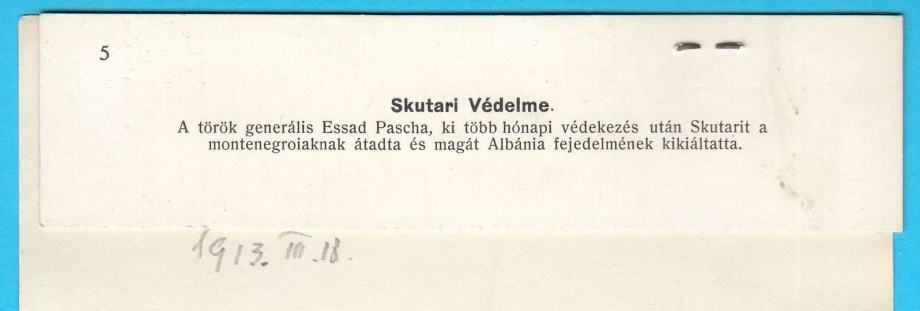 5
Skutari Védelme.
A török generális Essad Pascha, ki több hónapi védekezés után Skutarit a
montenegroiaknak átadta és magát Albánia fejedelmének kikiáltatta.
1913. III. 18.